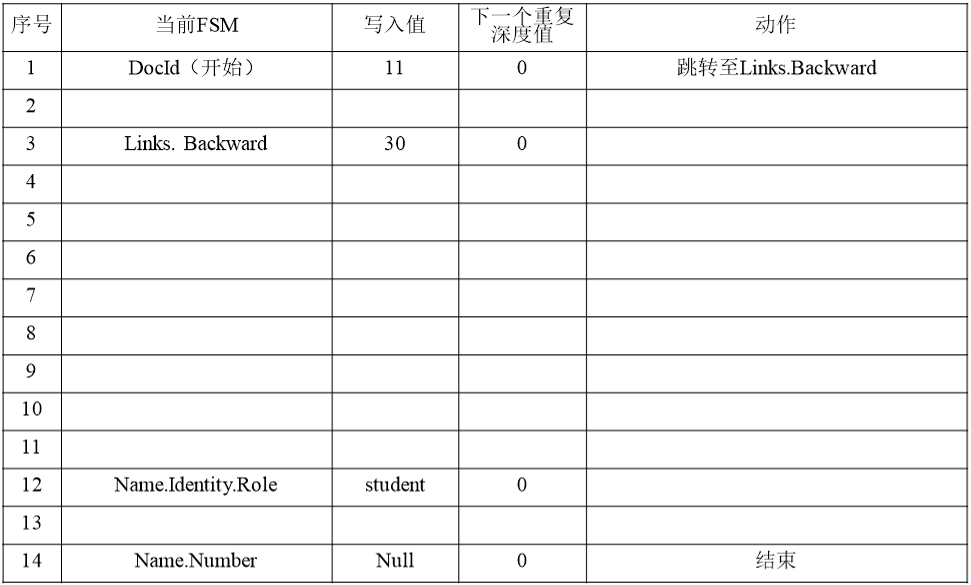 序号 当前FSM 写入值 下一个重复深度值 动作
1 DocId（开始） 11 0 跳转至Links.Backward
2
3 Links. Backward 30 0
4
5
6
7
8
9
10
11
12 Name.Identity.Role student 0
13
14 Name.Number Null 0 结束